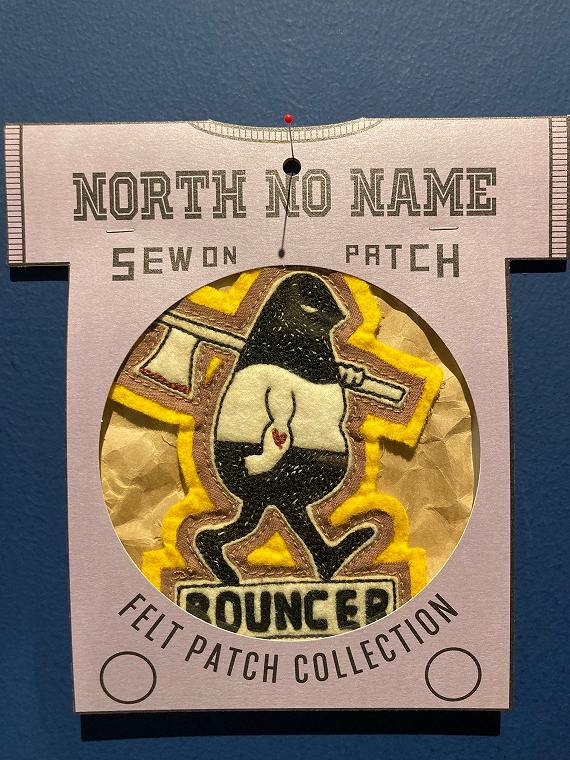 NORTH NO NAME
SEW ON PATCH
BOUNCER
FELT PATCH COLLECTION